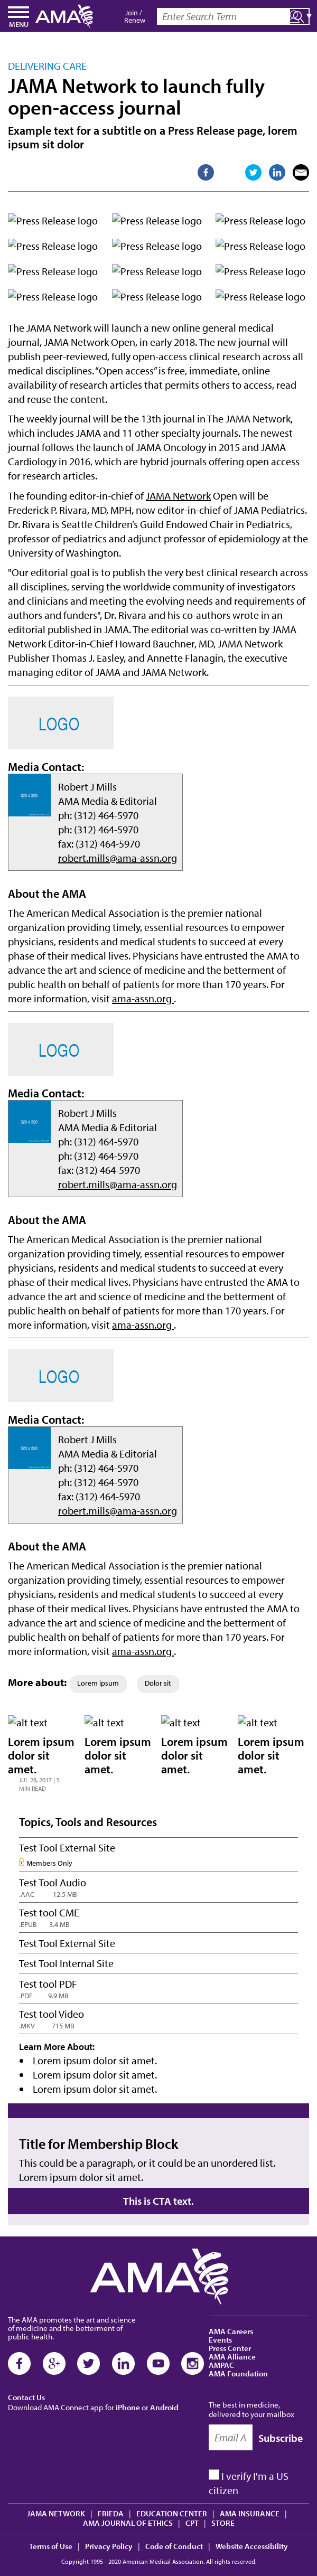 MENU
AMA
Join /
Renew
Enter Search Term
DELIVERING CARE
JAMA Network to launch fully
open-access journal
Example text for a subtitle on a Press Release page, lorem
ipsum sit dolor
Press Release logo Press Release logo Press Release logo
Press Release logo Press Release logo Press Release logo
Press Release logo Press Release logo Press Release logo
Press Release logo Press Release logo Press Release logo
The JAMA Network will launch a new online general medical
journal, JAMA Network Open, in early 2018. The new journal will
publish peer-reviewed, fully open-access clinical research across all
medical disciplines. “Open access” is free, immediate, online
availability of research articles that permits others to access, read
and reuse the content.
The weekly journal will be the 13th journal in The JAMA Network,
which includes JAMA and 11 other specialty journals. The newest
journal follows the launch of JAMA Oncology in 2015 and JAMA
Cardiology in 2016, which are hybrid journals offering open access
for research articles.
The founding editor-in-chief of JAMA Network Open will be
Frederick P. Rivara, MD, MPH, now editor-in-chief of JAMA Pediatrics.
Dr. Rivara is Seattle Children’s Guild Endowed Chair in Pediatrics,
professor of pediatrics and adjunct professor of epidemiology at the
University of Washington.
"Our editorial goal is to publish the very best clinical research across
all disciplines, serving the worldwide community of investigators
and clinicians and meeting the evolving needs and requirements of
authors and funders", Dr. Rivara and his co-authors wrote in an
editorial published in JAMA. The editorial was co-written by JAMA
Network Editor-in-Chief Howard Bauchner, MD, JAMA Network
Publisher Thomas J. Easley, and Annette Flanagin, the executive
managing editor of JAMA and JAMA Network.
LOGO
Media Contact:
320 x 320
Robert J Mills
AMA Media & Editorial
ph: (312) 464-5970
ph: (312) 464-5970
fax: (312) 464-5970
robert.mills@ama-assn.org
About the AMA
The American Medical Association is the premier national
organization providing timely, essential resources to empower
physicians, residents and medical students to succeed at every
phase of their medical lives. Physicians have entrusted the AMA to
advance the art and science of medicine and the betterment of
public health on behalf of patients for more than 170 years. For
more information, visit ama-assn.org .
LOGO
Media Contact:
320 x 320
Robert J Mills
AMA Media & Editorial
ph: (312) 464-5970
ph: (312) 464-5970
fax: (312) 464-5970
robert.mills@ama-assn.org
About the AMA
The American Medical Association is the premier national
organization providing timely, essential resources to empower
physicians, residents and medical students to succeed at every
phase of their medical lives. Physicians have entrusted the AMA to
advance the art and science of medicine and the betterment of
public health on behalf of patients for more than 170 years. For
more information, visit ama-assn.org .
LOGO
Media Contact:
320 x 320
Robert J Mills
AMA Media & Editorial
ph: (312) 464-5970
ph: (312) 464-5970
fax: (312) 464-5970
robert.mills@ama-assn.org
About the AMA
The American Medical Association is the premier national
organization providing timely, essential resources to empower
physicians, residents and medical students to succeed at every
phase of their medical lives. Physicians have entrusted the AMA to
advance the art and science of medicine and the betterment of
public health on behalf of patients for more than 170 years. For
more information, visit ama-assn.org .
More about: Lorem ipsum Dolor sit
alt text alt text alt text alt text
Lorem ipsum Lorem ipsum Lorem ipsum Lorem ipsum
dolor sit dolor sit dolor sit dolor sit
amet. amet. amet. amet.
JUL 28, 2017 | 5
MIN READ
Topics, Tools and Resources
Test Tool External Site
Members Only
Test Tool Audio
.AAC 12.5 MB
Test tool CME
.EPUB 3.4 MB
Test Tool External Site
Test Tool Internal Site
Test tool PDF
.PDF 9.9 MB
Test tool Video
.MKV 715 MB
Learn More About:
• Lorem ipsum dolor sit amet.
• Lorem ipsum dolor sit amet.
• Lorem ipsum dolor sit amet.
Title for Membership Block
This could be a paragraph, or it could be an unordered list.
Lorem ipsum dolor sit amet.
This is CTA text.
AMA
The AMA promotes the art and science
of medicine and the betterment of
public health.
Contact Us
Download AMA Connect app for iPhone or Android
AMA Careers
Events
Press Center
AMA Alliance
AMPAC
AMA Foundation
The best in medicine,
delivered to your mailbox
Email A Subscribe
I verify I'm a US
citizen
JAMA NETWORK | FRIEDA | EDUCATION CENTER | AMA INSURANCE |
AMA JOURNAL OF ETHICS | CPT | STORE
Terms of Use | Privacy Policy | Code of Conduct | Website Accessibility
Copyright 1995 - 2020 American Medical Association. All rights reserved.